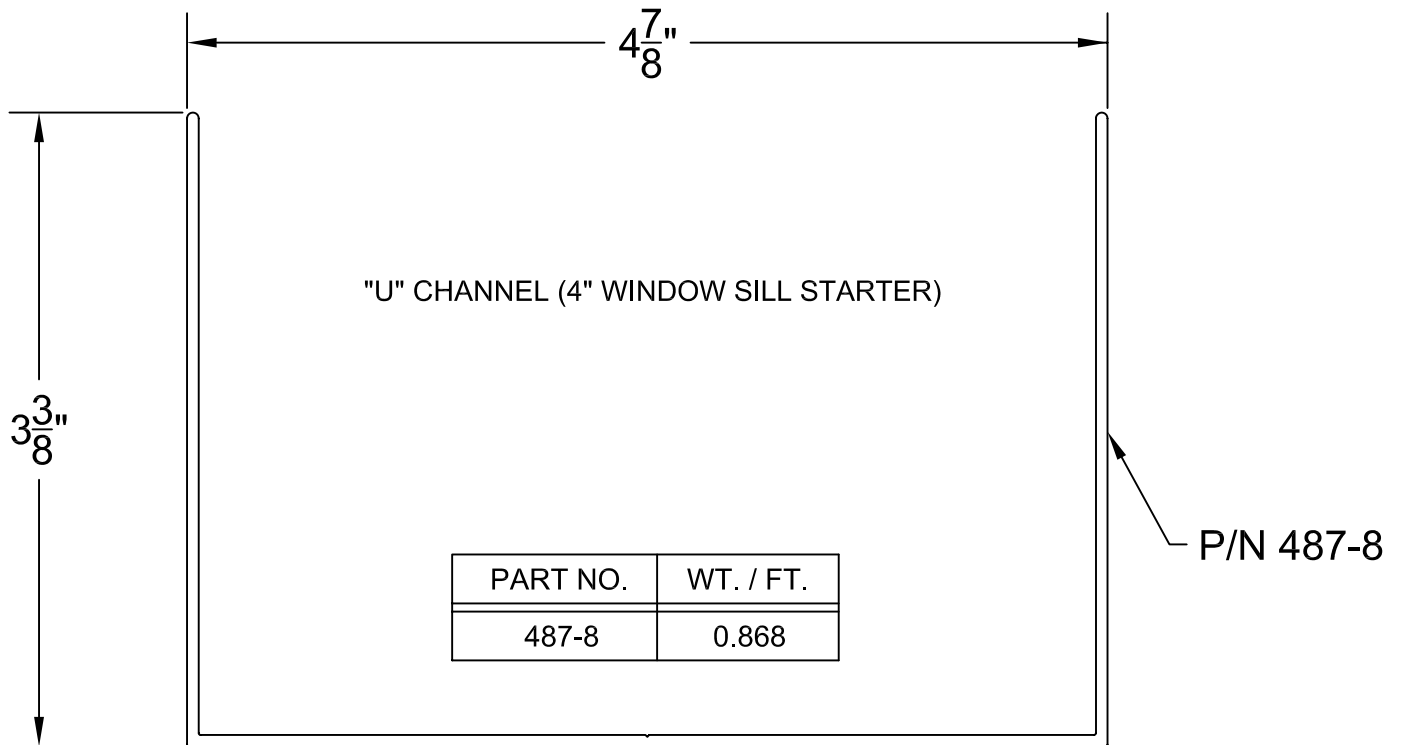 4 7/8"
3 3/8"
"U" CHANNEL (4" WINDOW SILL STARTER)
P/N 487-8
PART NO. WT. / FT.
487-8 0.868